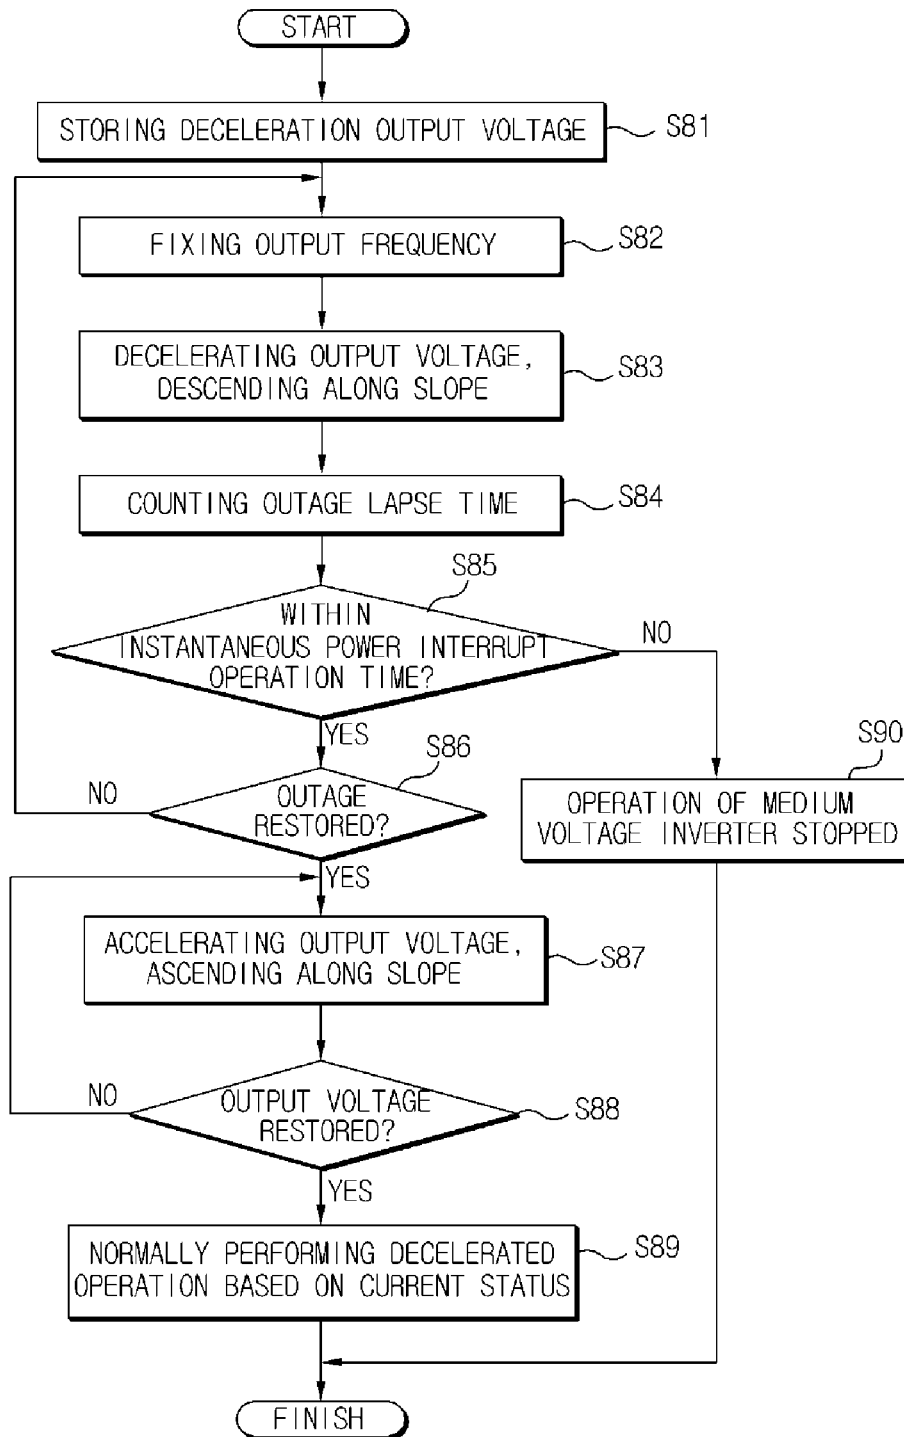 START
STORING DECELERATION OUTPUT VOLTAGE
S81
FIXING OUTPUT FREQUENCY
S82
DECELERATING OUTPUT VOLTAGE,
DESCENDING ALONG SLOPE
S83
COUNTING OUTAGE LAPSE TIME
S84
S85
WITHIN
INSTANTANEOUS POWER INTERRUPT
OPERATION TIME?
NO
YES
S86
S90
NO
OUTAGE
RESTORED?
OPERATION OF MEDIUM
VOLTAGE INVERTER STOPPED
YES
ACCELERATING OUTPUT VOLTAGE,
ASCENDING ALONG SLOPE
S87
NO
OUTPUT VOLTAGE
RESTORED?
S88
YES
NORMALLY PERFORMING DECELERATED
OPERATION BASED ON CURRENT STATUS
S89
FINISH